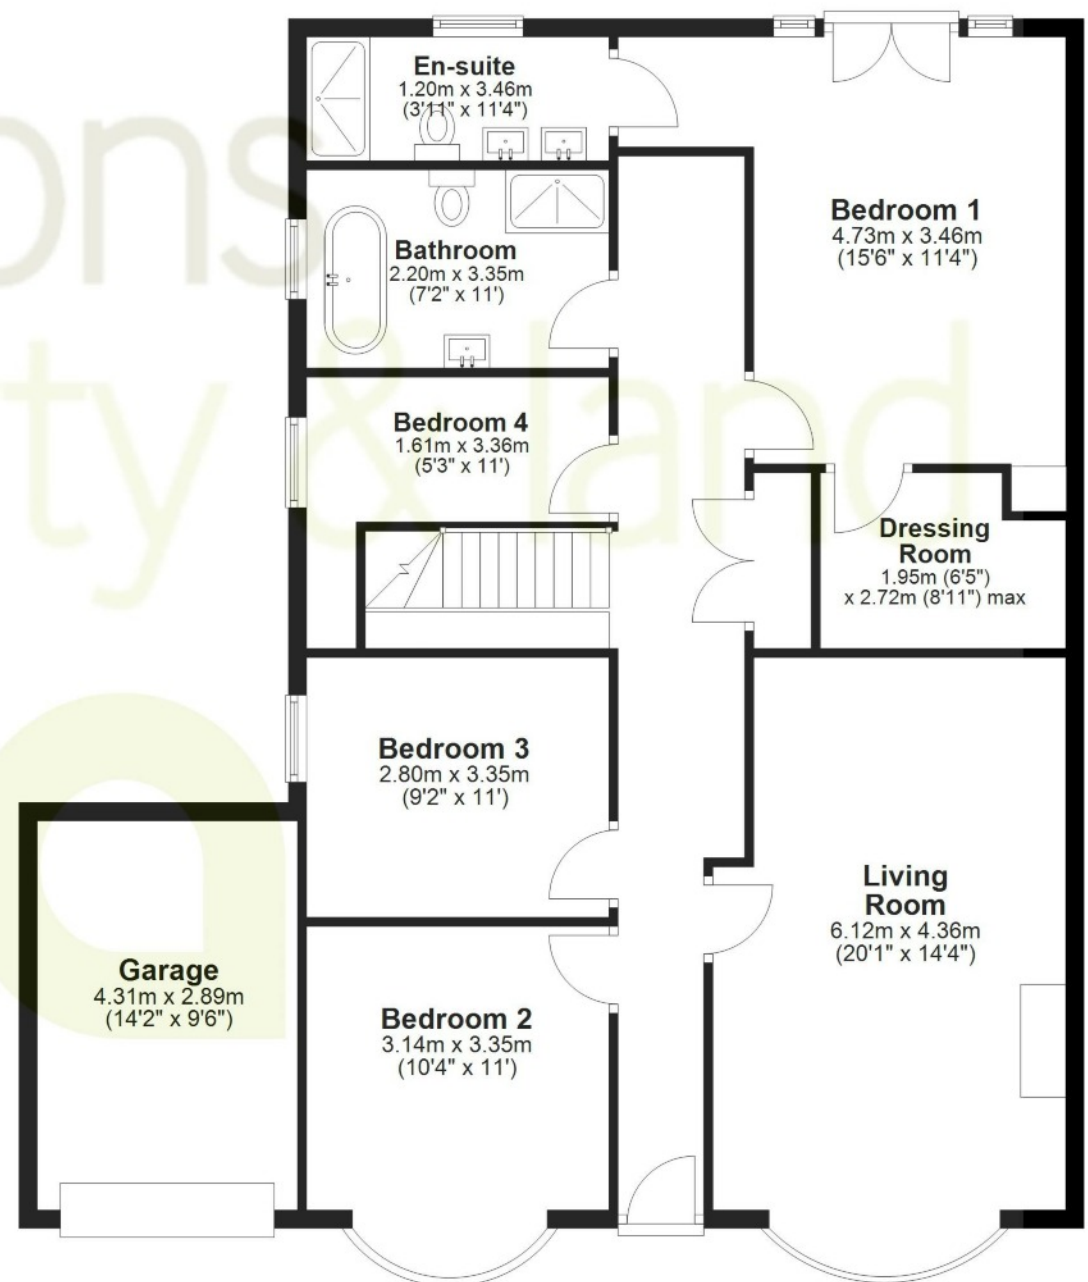 En-suite
1.20m x 3.46m
(3'11" x 11'4")
Bedroom 1
4.73m x 3.46m
(15'6" x 11'4")
Bathroom
2.20m x 3.35m
(7'2" x 11')
Bedroom 4
1.61m x 3.36m
(5'3" x 11')
Dressing
Room
1.95m (6'5")
x 2.72m (8'11") max
Bedroom 3
2.80m x 3.35m
(9'2" x 11')
Living
Room
6.12m x 4.36m
(20'1" x 14'4")
Garage
4.31m x 2.89m
(14'2" x 9'6")
Bedroom 2
3.14m x 3.35m
(10'4" x 11')
ons
ty & land